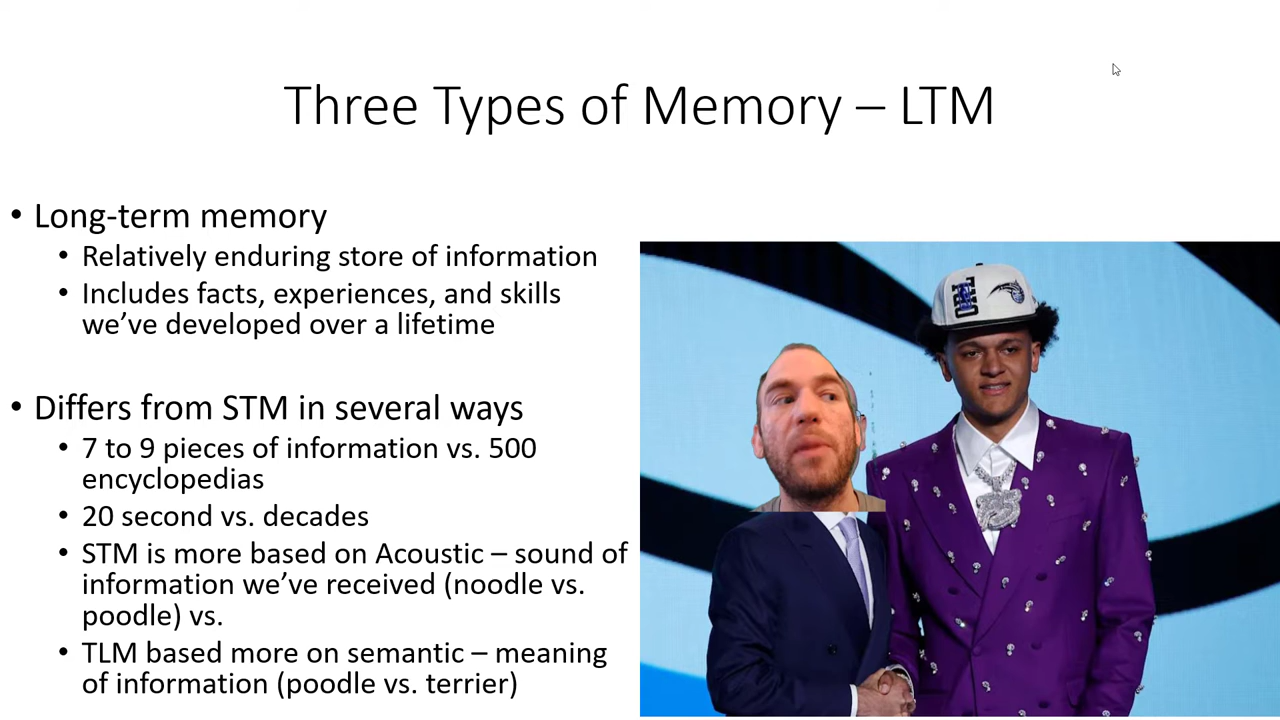 Three Types of Memory – LTM
• Long-term memory
• Relatively enduring store of information
• Includes facts, experiences, and skills
we’ve developed over a lifetime
• Differs from STM in several ways
• 7 to 9 pieces of information vs. 500
encyclopedias
• 20 second vs. decades
• STM is more based on Acoustic – sound of
information we’ve received (noodle vs.
poodle) vs.
• TLM based more on semantic – meaning
of information (poodle vs. terrier)